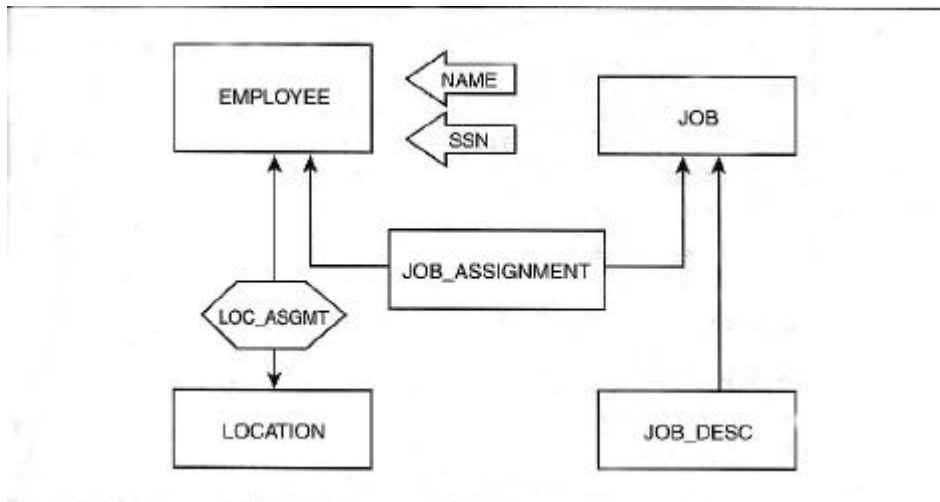 EMPLOYEE
NAME
SSN
JOB
JOB_ASSIGNMENT
LOC_ASGMT
LOCATION
JOB_DESC